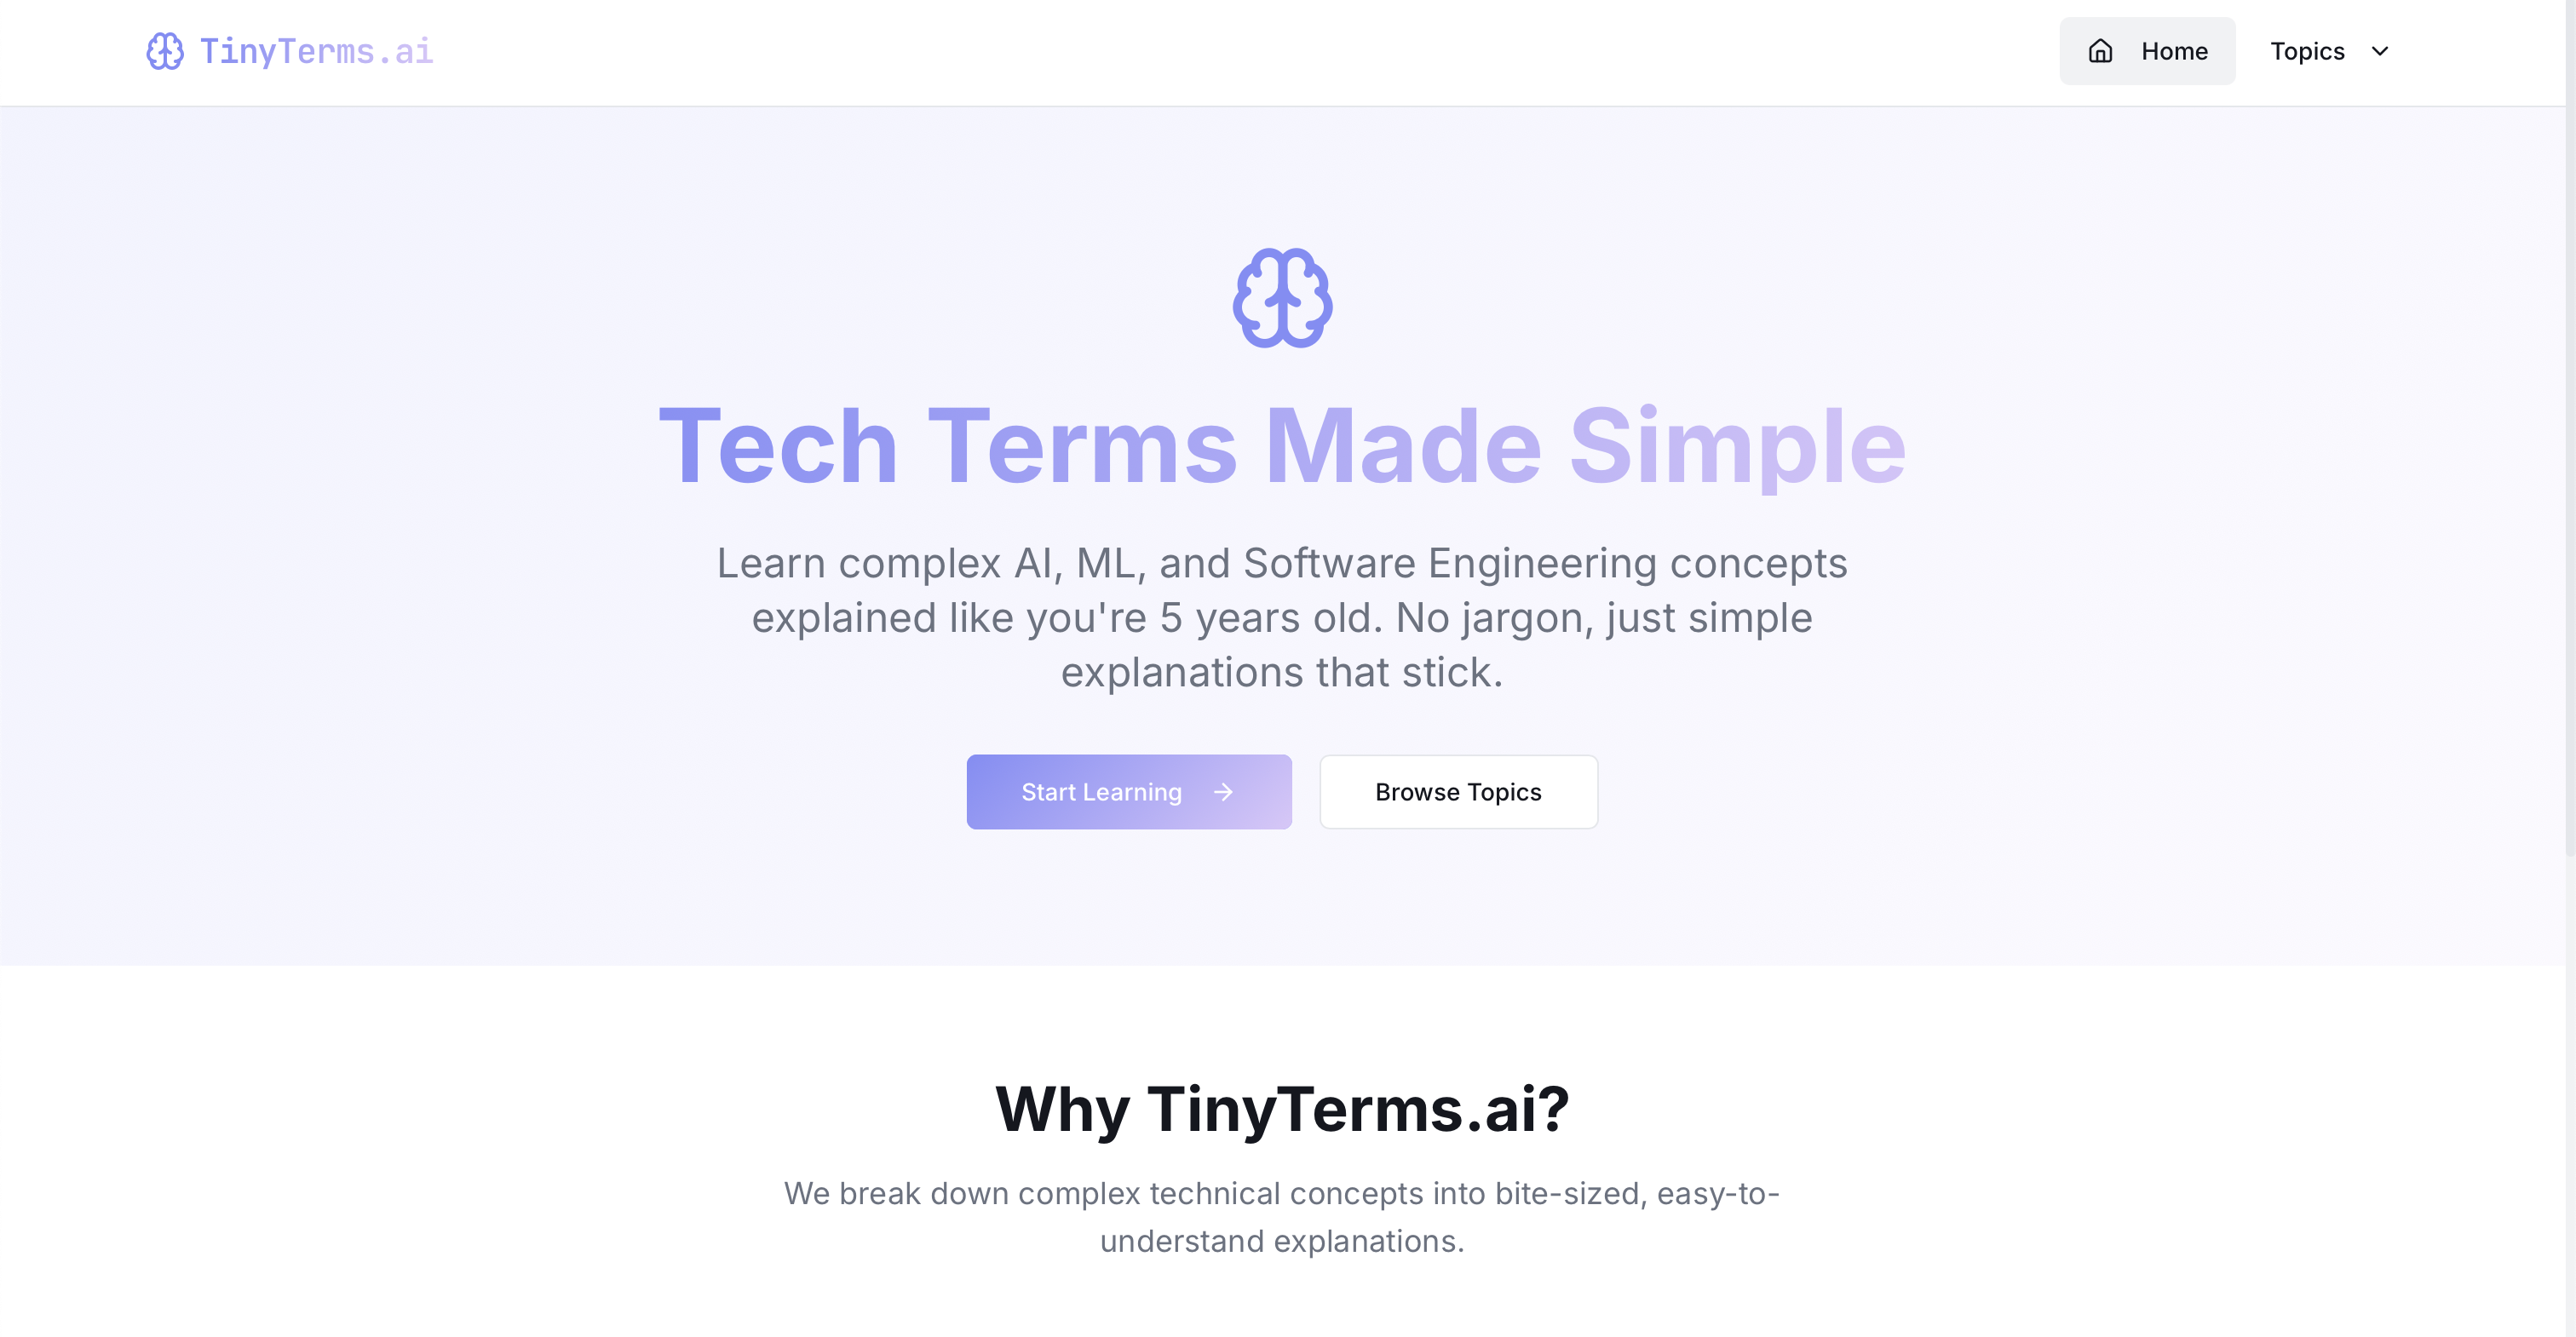 TinyTerms.ai
Home
Topics
Tech Terms Made Simple
Learn complex AI, ML, and Software Engineering concepts
explained like you're 5 years old. No jargon, just simple
explanations that stick.
Start Learning
Browse Topics
Why TinyTerms.ai?
We break down complex technical concepts into bite-sized, easy-to-
understand explanations.